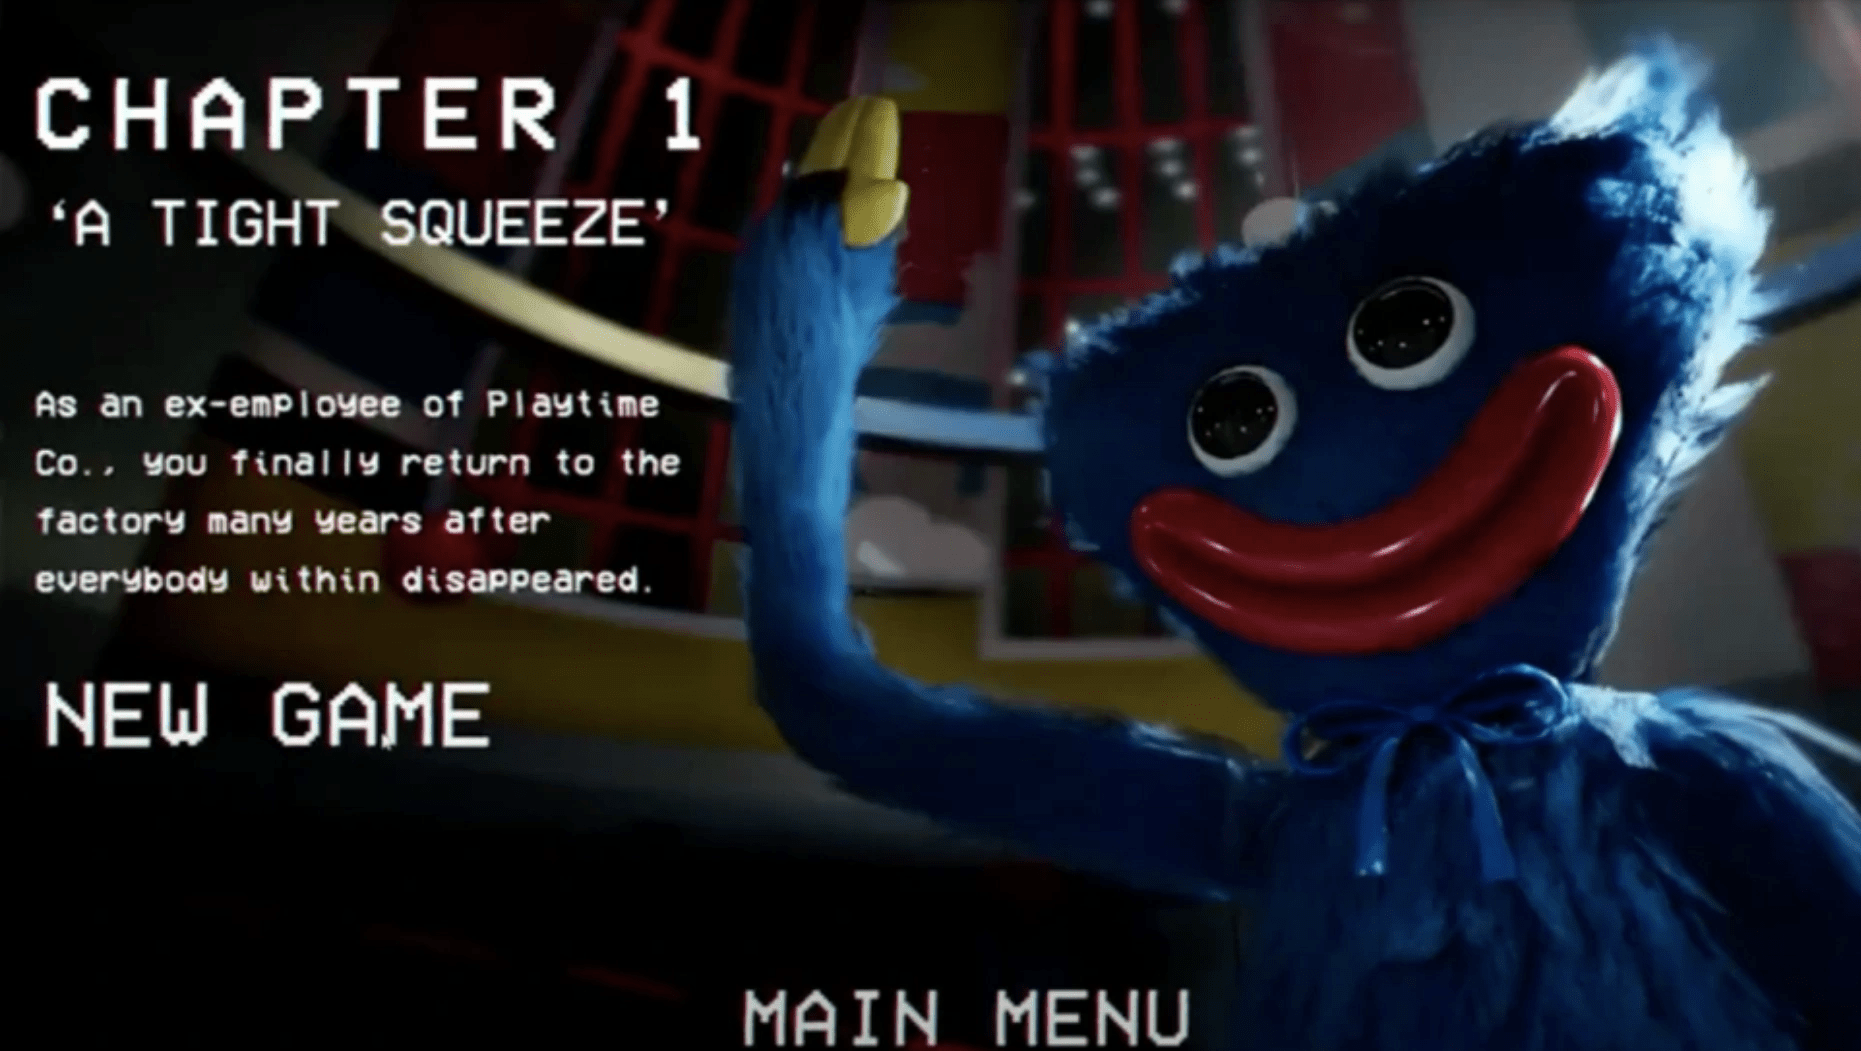 CHAPTER 1
‘A TIGHT SQUEEZE’
As an ex-employee of Playtime
Co., you finally return to the
factory many years after
everybody within disappeared.
NEW GAME
MAIN MENU